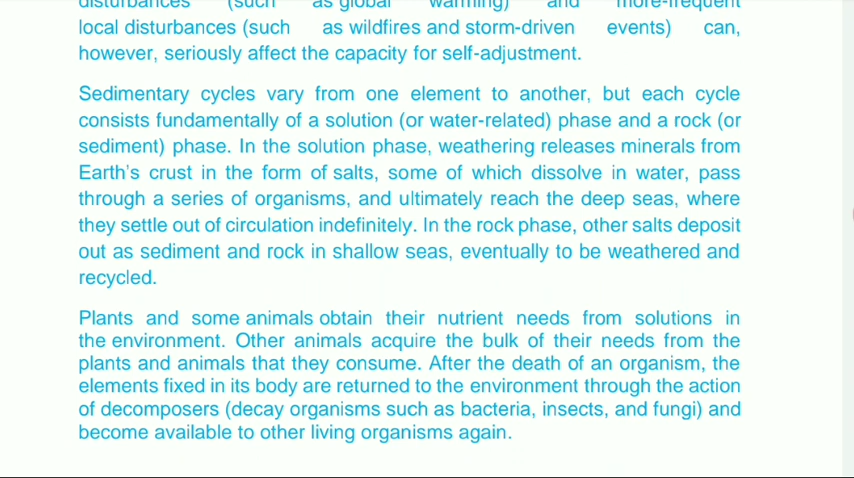 disturbances (such as global warming) and more-frequent
local disturbances (such as wildfires and storm-driven events) can,
however, seriously affect the capacity for self-adjustment.
Sedimentary cycles vary from one element to another, but each cycle
consists fundamentally of a solution (or water-related) phase and a rock (or
sediment) phase. In the solution phase, weathering releases minerals from
Earth's crust in the form of salts, some of which dissolve in water, pass
through a series of organisms, and ultimately reach the deep seas, where
they settle out of circulation indefinitely. In the rock phase, other salts deposit
out as sediment and rock in shallow seas, eventually to be weathered and
recycled.
Plants and some animals obtain their nutrient needs from solutions in
the environment. Other animals acquire the bulk of their needs from the
plants and animals that they consume. After the death of an organism, the
elements fixed in its body are returned to the environment through the action
of decomposers (decay organisms such as bacteria, insects, and fungi) and
become available to other living organisms again.